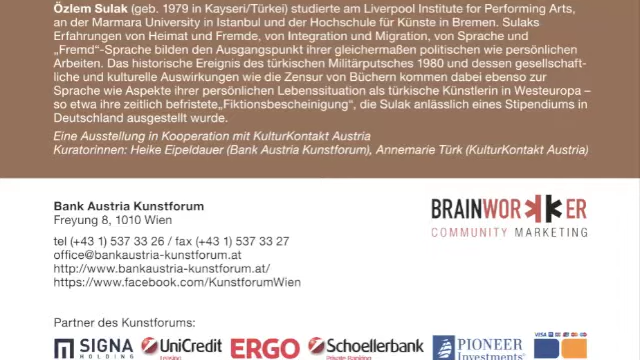 Özlem Sulak (geb. 1979 in Kayseri/Türkei) studierte am Liverpool Institute for Performing Arts,
an der Marmara University in Istanbul und der Hochschule für Künste in Bremen. Sulaks
Erfahrungen von Heimat und Fremde, von Integration und Migration, von Sprache und
„Fremd“-Sprache bilden den Ausgangspunkt ihrer gleichermaßen politischen wie persönlichen
Arbeiten. Das historische Ereignis des türkischen Militärputsches 1980 und dessen gesellschaft-
liche und kulturelle Auswirkungen wie die Zensur von Büchern kommen dabei ebenso zur
Sprache wie Aspekte ihrer persönlichen Lebenssituation als türkische Künstlerin in Westeuropa –
so etwa ihre zeitlich befristete„Fiktionsbescheinigung“, die Sulak anlässlich eines Stipendiums in
Deutschland ausgestellt wurde.
Eine Ausstellung in Kooperation mit KulturKontakt Austria
Kuratorinnen: Heike Eipeldauer (Bank Austria Kunstforum), Annemarie Türk (KulturKontakt Austria)
Bank Austria Kunstforum
Freyung 8, 1010 Wien
tel (+43 1) 537 33 26 / fax (+43 1) 537 33 27
office@bankaustria-kunstforum.at
http://www.bankaustria-kunstforum.at/
https://www.facebook.com/KunstforumWien
BRAINWORKER
COMMUNITY MARKETING
Partner des Kunstforums:
SIGNA
HOLDING
UniCredit
Leasing
ERGO
Schoellerbank
Private Banking
PIONEER
Investments
VISA